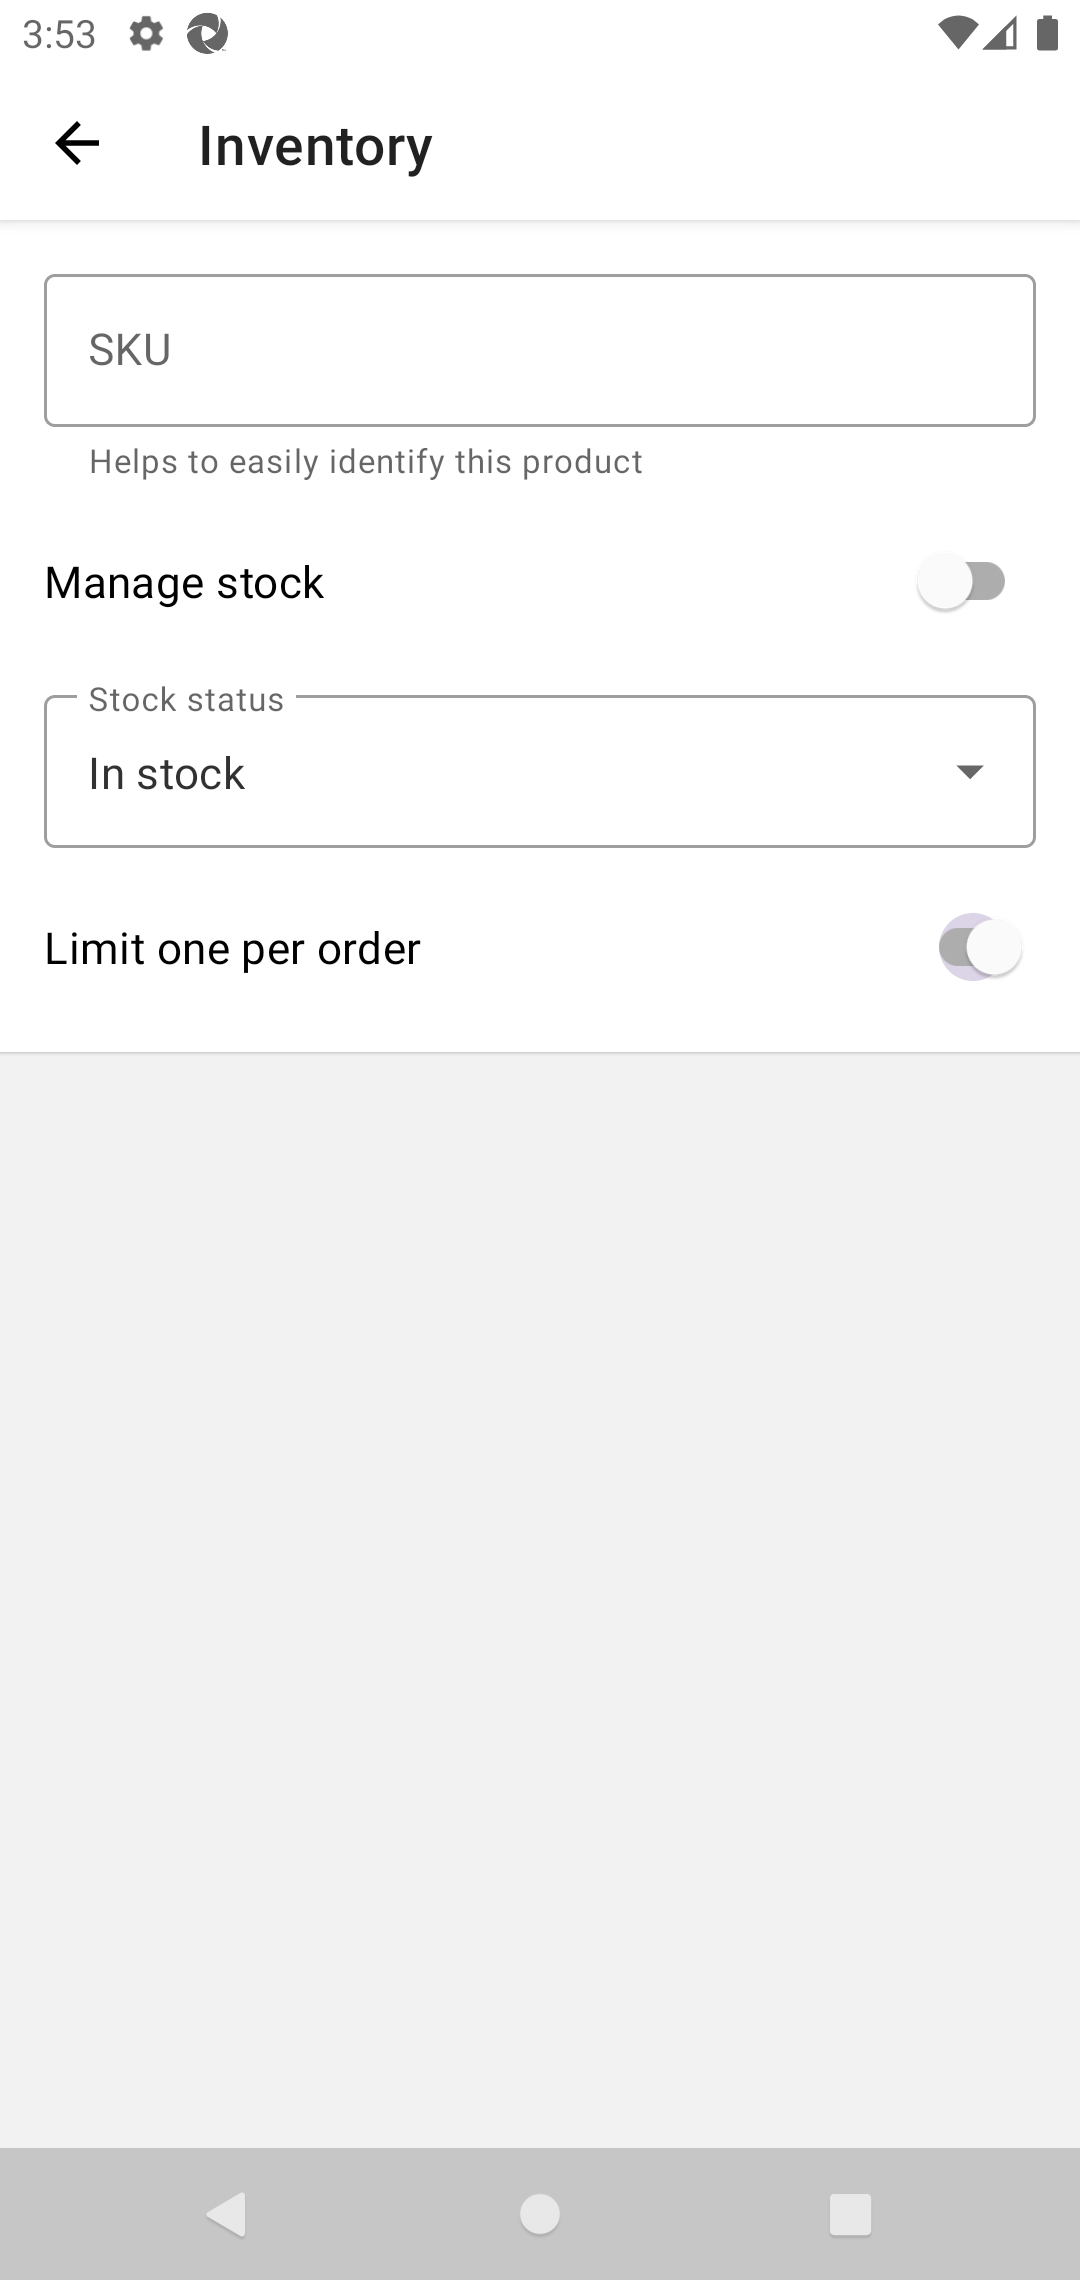 3:53
Inventory
SKU
Helps to easily identify this product
Manage stock
Stock status
In stock
Limit one per order